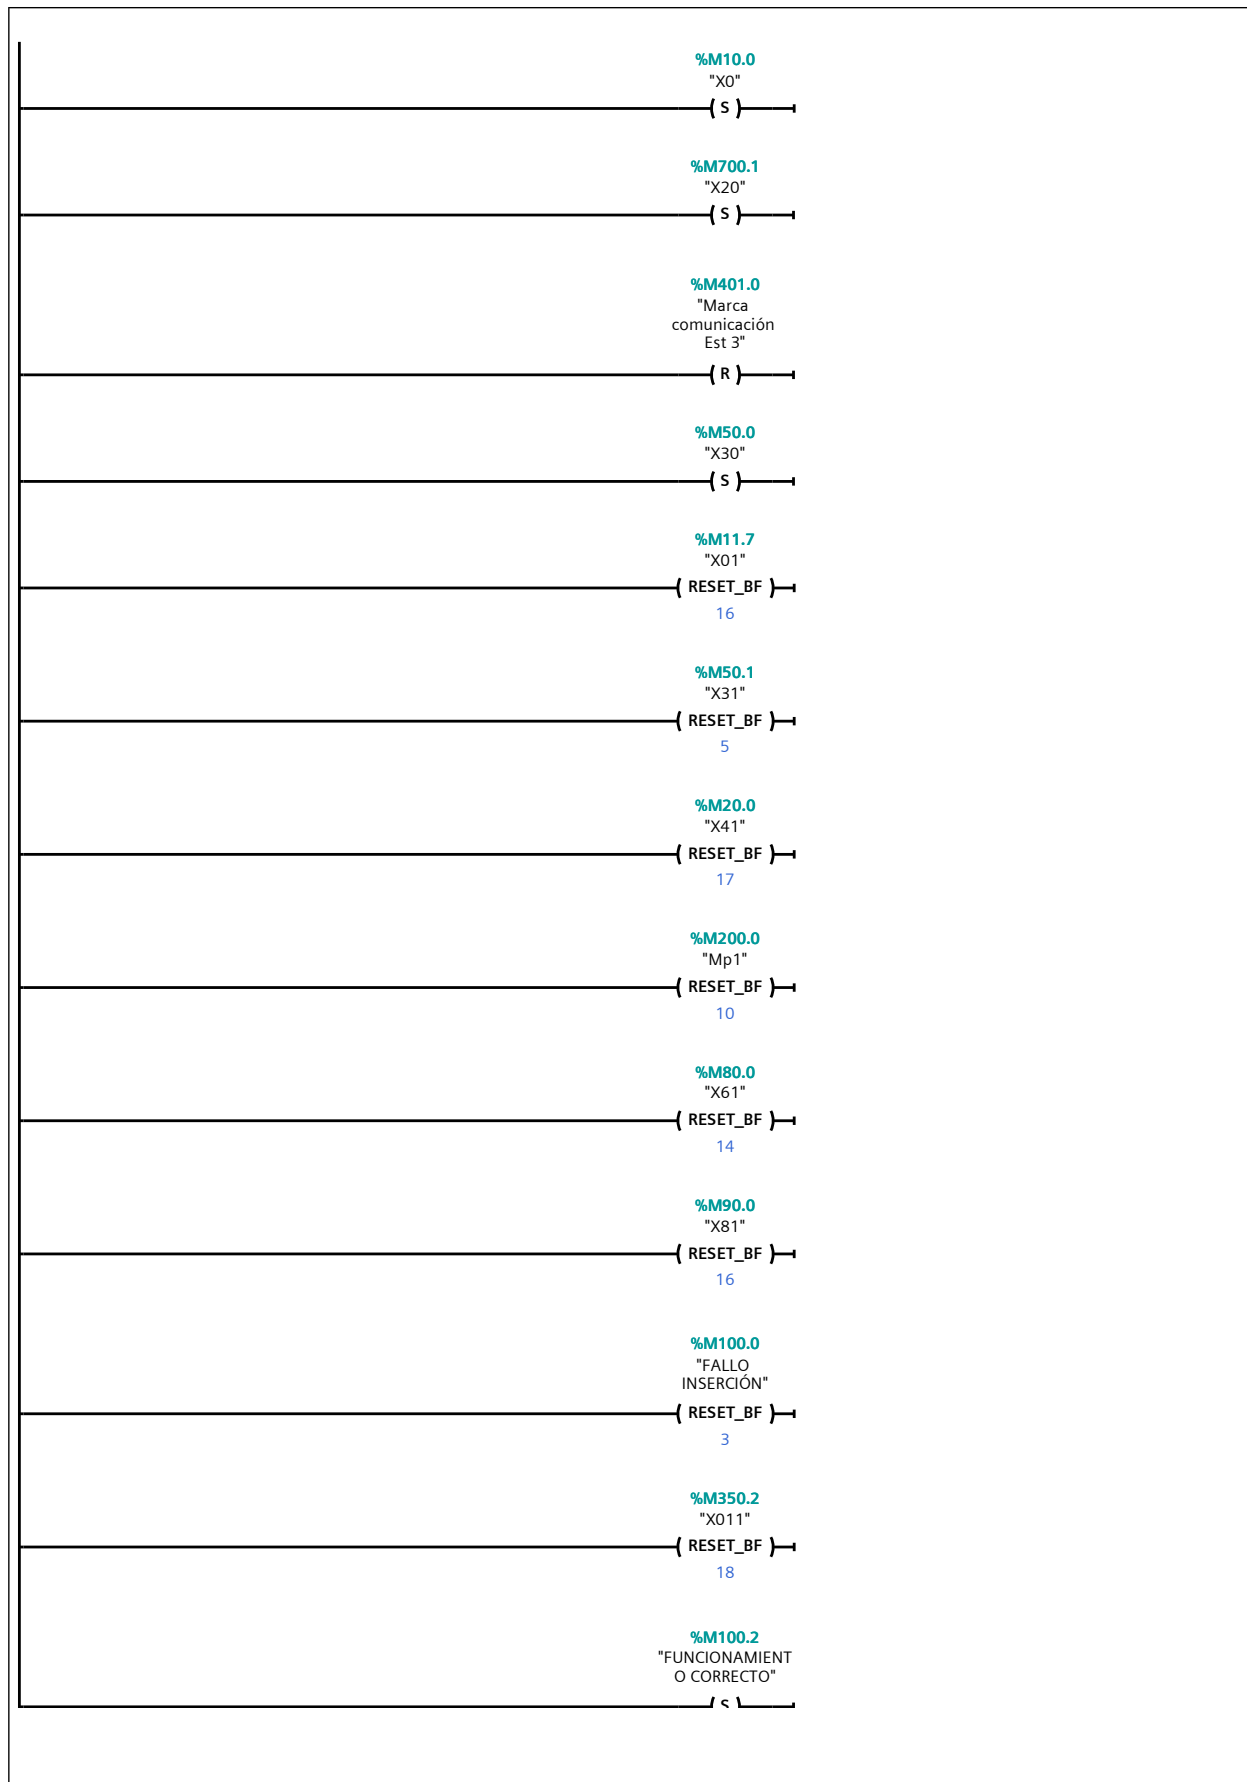 %M10.0
"X0"
( S )
%M700.1
"X20"
( S )
%M401.0
"Marca
comunicación
Est 3"
( R )
%M50.0
"X30"
( S )
%M11.7
"X01"
( RESET_BF )
16
%M50.1
"X31"
( RESET_BF )
5
%M20.0
"X41"
( RESET_BF )
17
%M200.0
"Mp1"
( RESET_BF )
10
%M80.0
"X61"
( RESET_BF )
14
%M90.0
"X81"
( RESET_BF )
16
%M100.0
"FALLO
INSERCIÓN"
( RESET_BF )
3
%M350.2
"X011"
( RESET_BF )
18
%M100.2
"FUNCIONAMIENT
O CORRECTO"
( S )